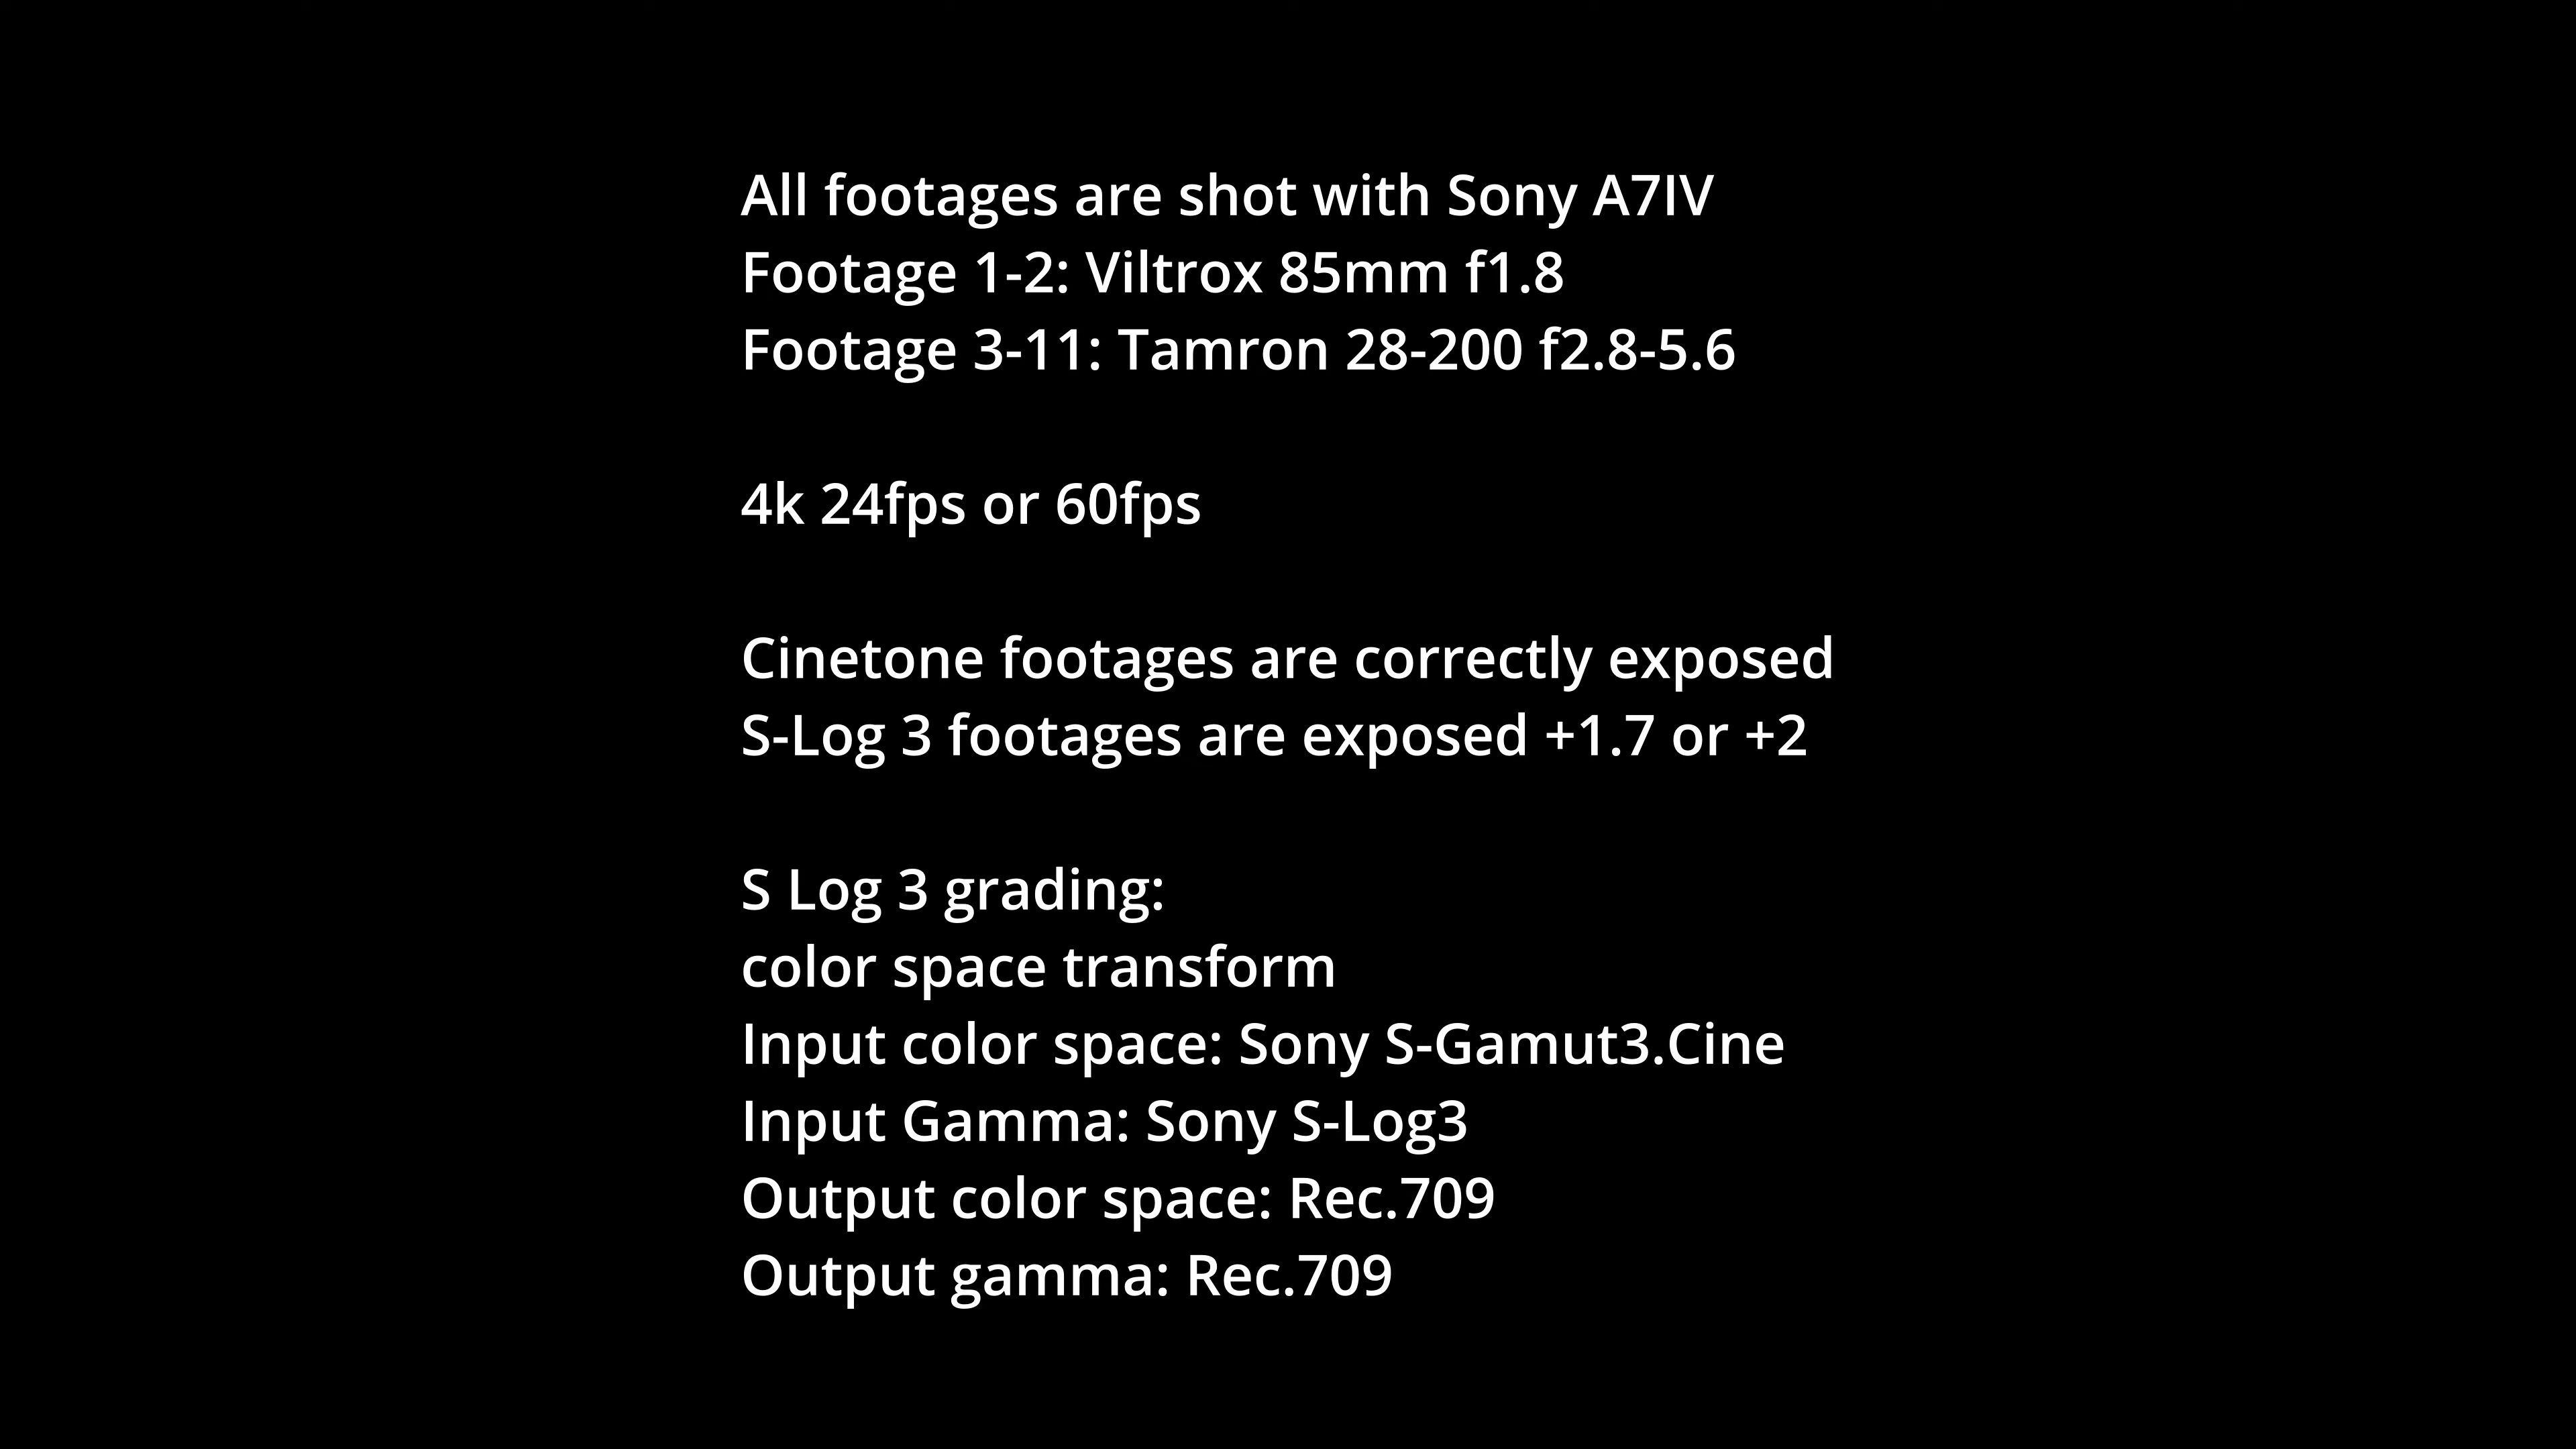 All footages are shot with Sony A7IV
Footage 1-2: Viltrox 85mm f1.8
Footage 3-11: Tamron 28-200 f2.8-5.6
4k 24fps or 60fps
Cinetone footages are correctly exposed
S-Log 3 footages are exposed +1.7 or +2
S Log 3 grading:
color space transform
Input color space: Sony S-Gamut3.Cine
Input Gamma: Sony S-Log3
Output color space: Rec.709
Output gamma: Rec.709